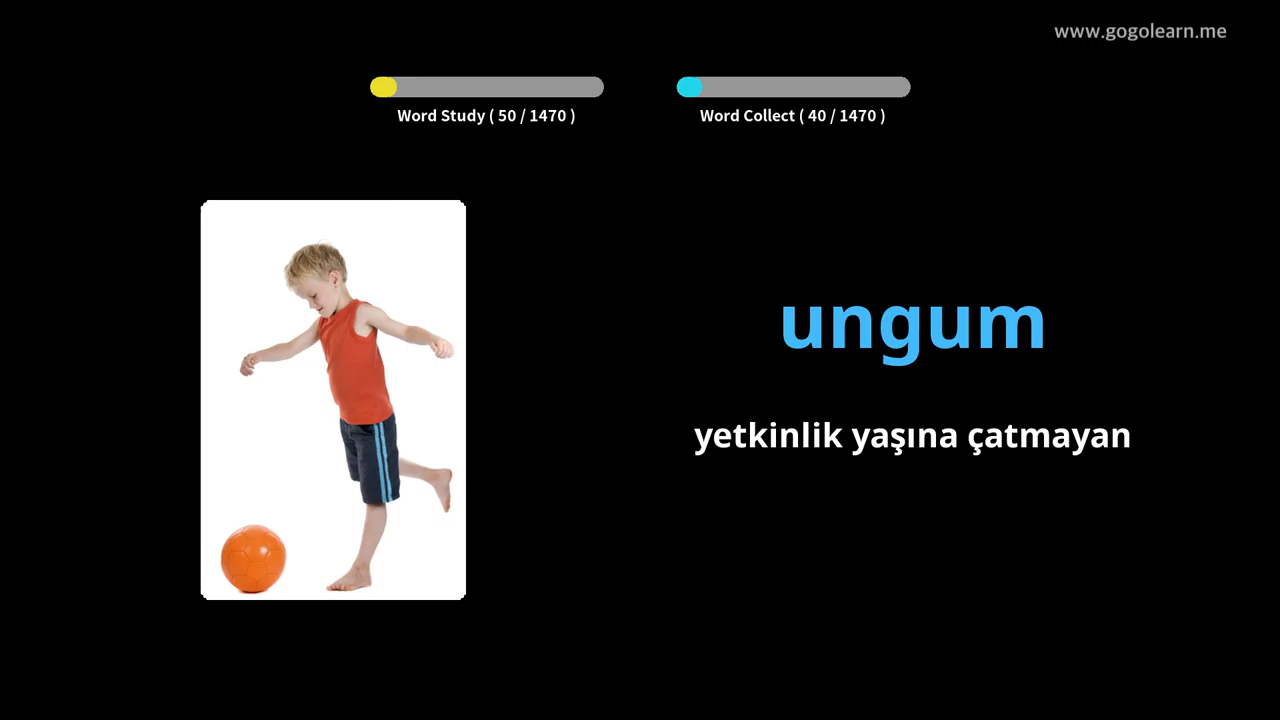 www.gogolearn.me
Word Study ( 50 / 1470 )
Word Collect ( 40 / 1470 )
ungum
yetkinlik yaşına çatmayan